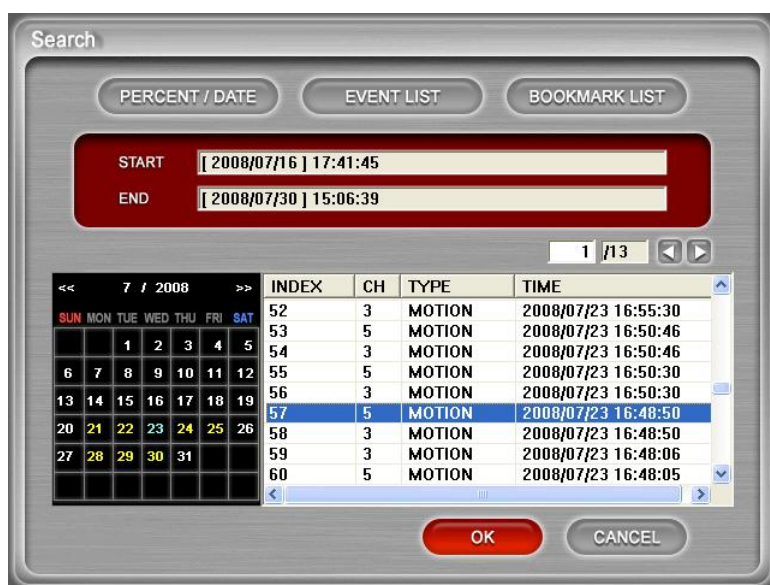 Search
PERCENT / DATE EVENT LIST BOOKMARK LIST
START [ 2008/07/16 ] 17:41:45
END [ 2008/07/30 ] 15:06:39
1 /13
<< 7 / 2008 >>
SUN MON TUE WED THU FRI SAT
1 2 3 4 5
6 7 8 9 10 11 12
13 14 15 16 17 18 19
20 21 22 23 24 25 26
27 28 29 30 31
INDEX CH TYPE TIME
52 3 MOTION 2008/07/23 16:55:30
53 5 MOTION 2008/07/23 16:50:46
54 3 MOTION 2008/07/23 16:50:46
55 5 MOTION 2008/07/23 16:50:30
56 3 MOTION 2008/07/23 16:50:30
57 5 MOTION 2008/07/23 16:48:50
58 3 MOTION 2008/07/23 16:48:50
59 3 MOTION 2008/07/23 16:48:06
60 5 MOTION 2008/07/23 16:48:05
OK CANCEL